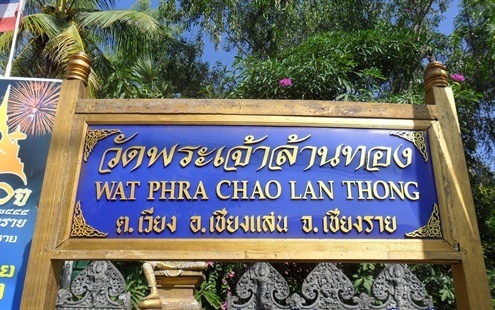 วัดพระเจ้าล้านทอง
WAT PHRA CHAO LAN THONG
ต.เวียง อ.เชียงแสน จ.เชียงราย